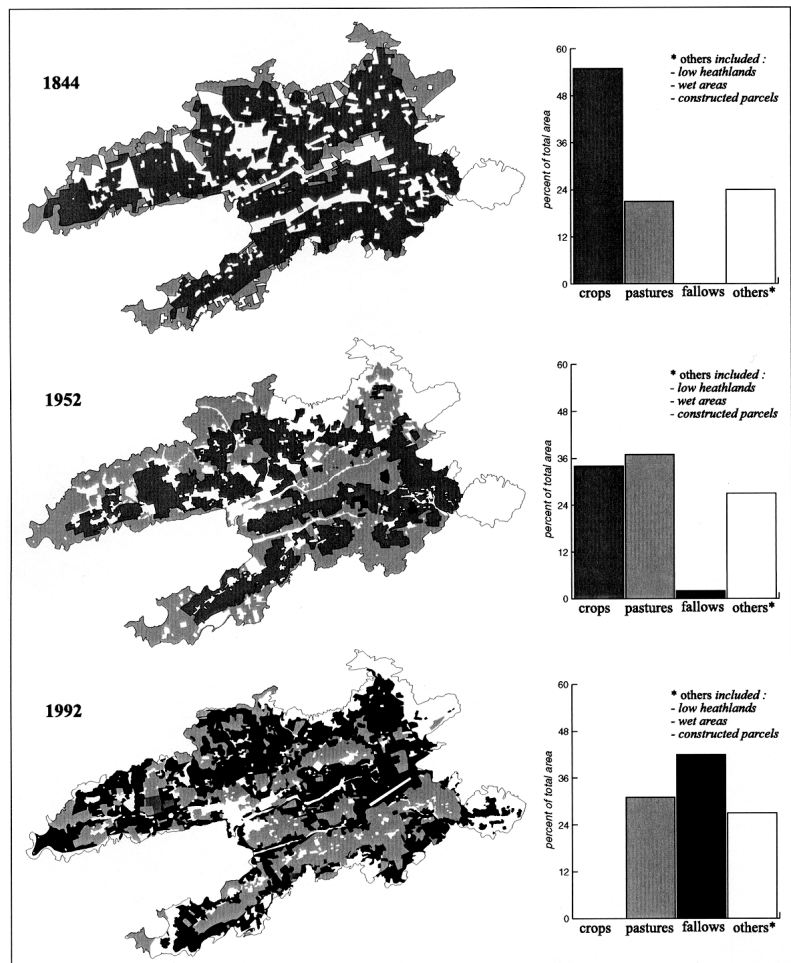 1844
60
48
36
24
12
0
percent of total area
* others included :
- low heathlands
- wet areas
- constructed parcels
crops pastures fallows others*
1952
60
48
36
24
12
0
percent of total area
* others included :
- low heathlands
- wet areas
- constructed parcels
crops pastures fallows others*
1992
60
48
36
24
12
0
percent of total area
* others included :
- low heathlands
- wet areas
- constructed parcels
crops pastures fallows others*